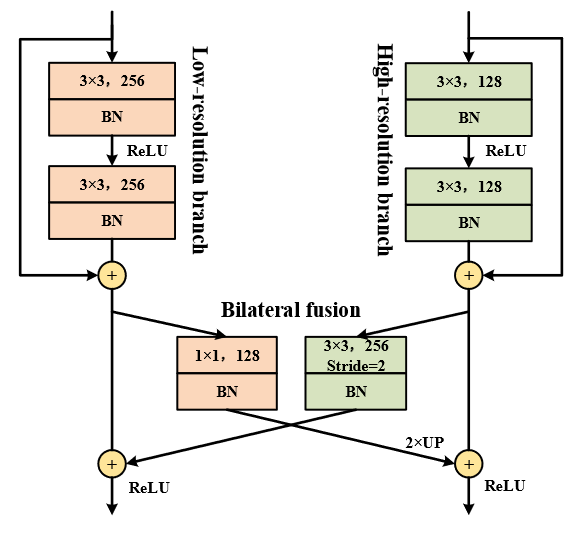 3×3，256
BN
ReLU
3×3，256
BN
+
Low-resolution branch
High-resolution branch
3×3，128
BN
ReLU
3×3，128
BN
+
Bilateral fusion
1×1，128
BN
3×3，256
Stride=2
BN
2×UP
+
ReLU
+
ReLU